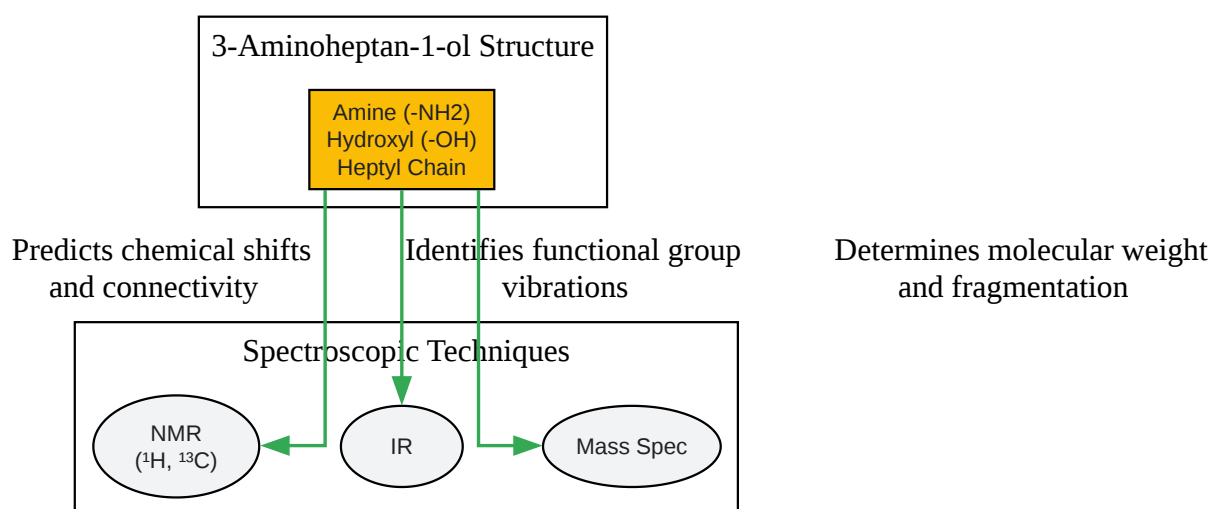 3-Aminoheptan-1-ol Structure
Amine (-NH2)
Hydroxyl (-OH)
Heptyl Chain
Predicts chemical shifts
and connectivity
Identifies functional group
vibrations
Determines molecular weight
and fragmentation
Spectroscopic Techniques
NMR
(¹H, ¹³C)
IR
Mass Spec